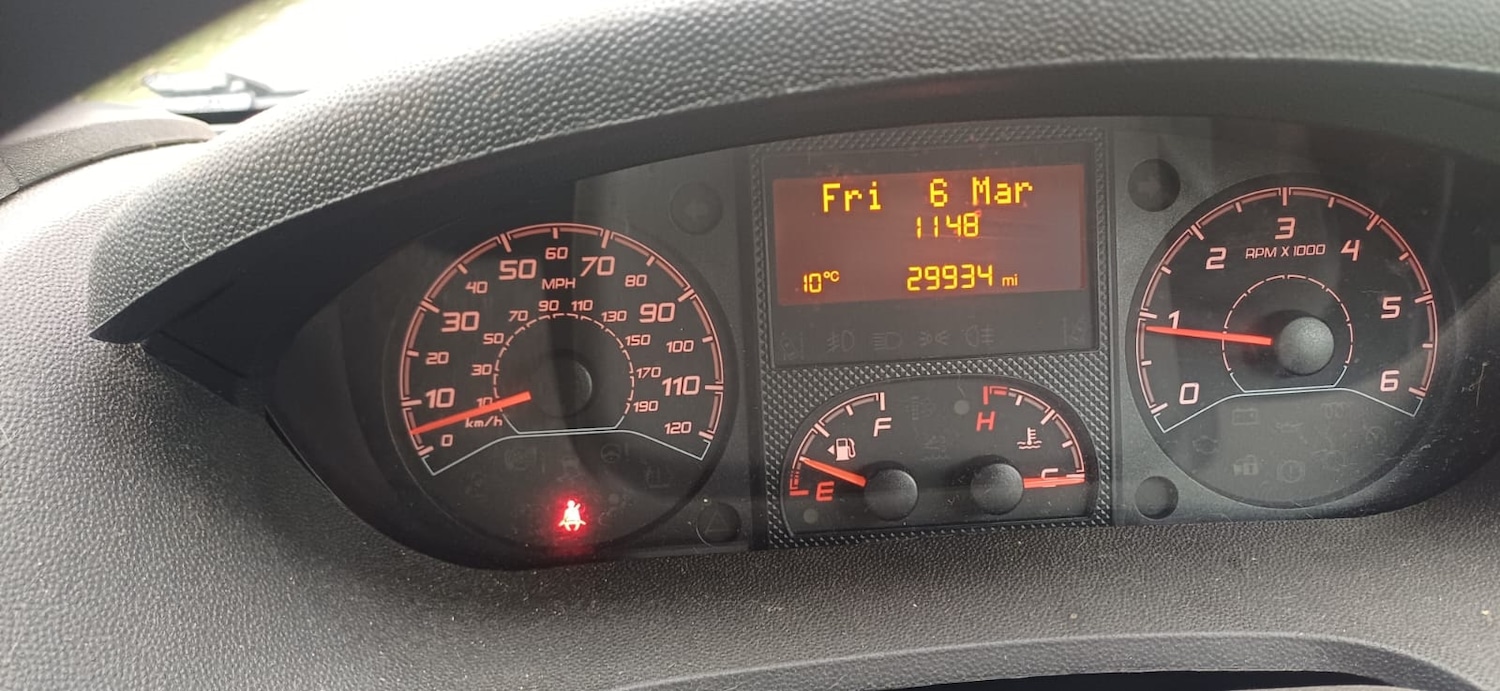 Fri 6 Mar
1148
10°C 29934 mi
0 10 20 30 40 50 60 70 80 90 100 110 120
MPH
10 30 50 70 90 110 130 150 170 190
km/h
E F
H C
0 1 2 3 4 5 6
RPM X 1000